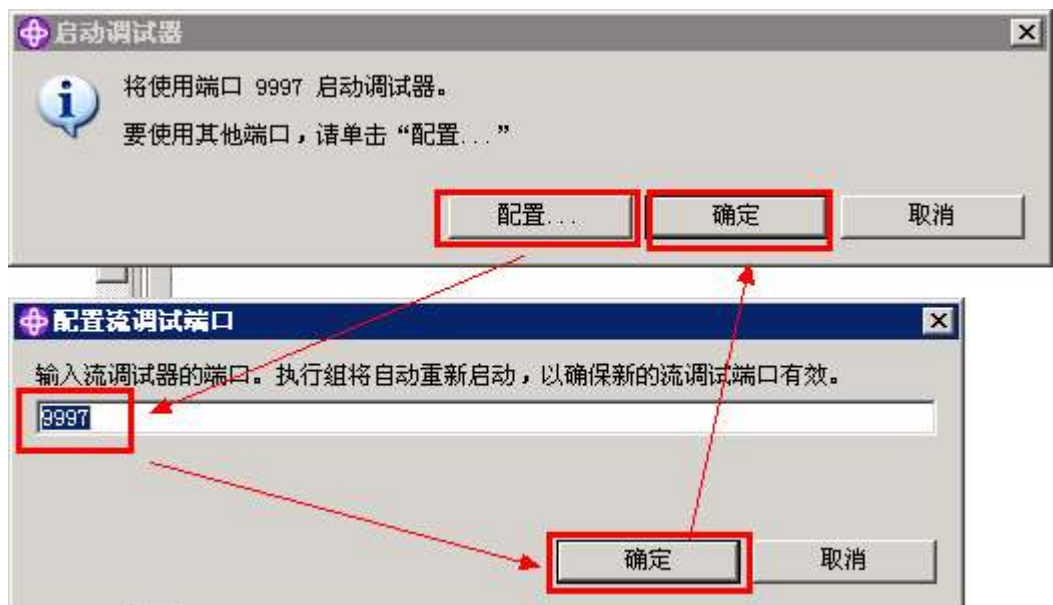 启动调试器
将使用端口 9997 启动调试器。
要使用其他端口，请单击“配置...”
配置...
确定
取消
配置流调试端口
输入流调试器的端口。执行组将自动重新启动，以确保新的流调试端口有效。
9997
确定
取消